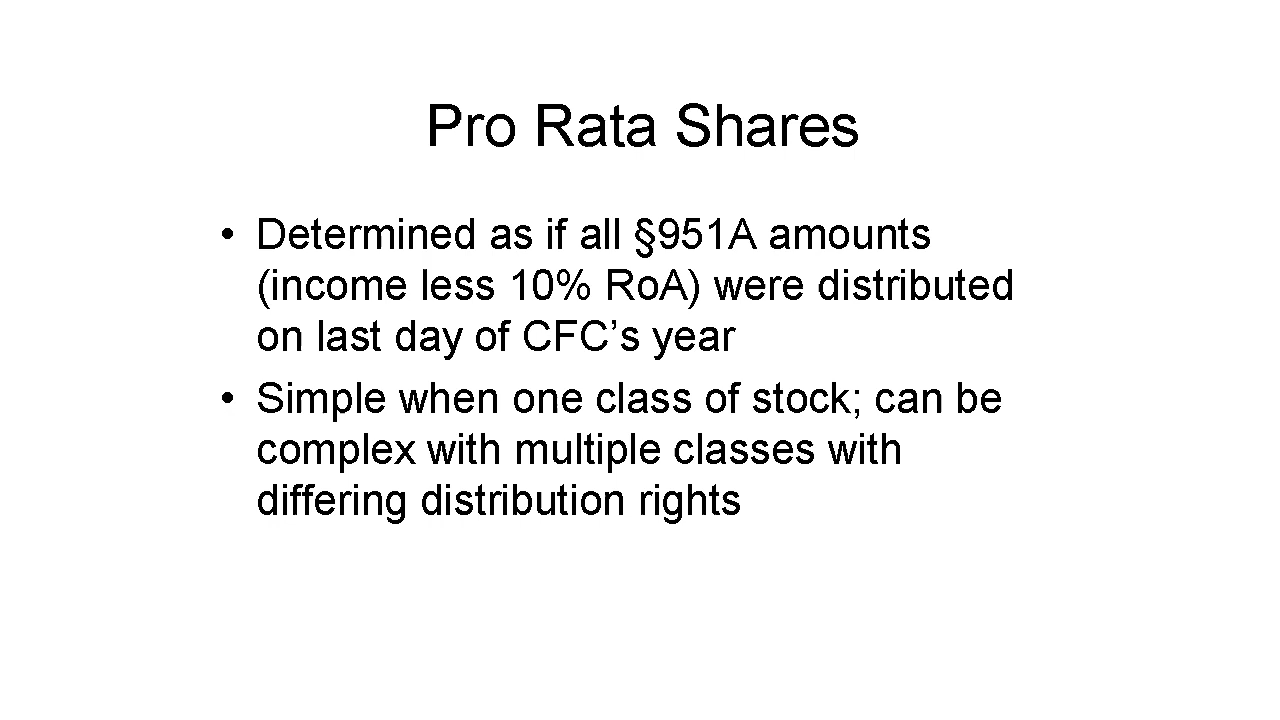 Pro Rata Shares
• Determined as if all §951A amounts
(income less 10% RoA) were distributed
on last day of CFC’s year
• Simple when one class of stock; can be
complex with multiple classes with
differing distribution rights